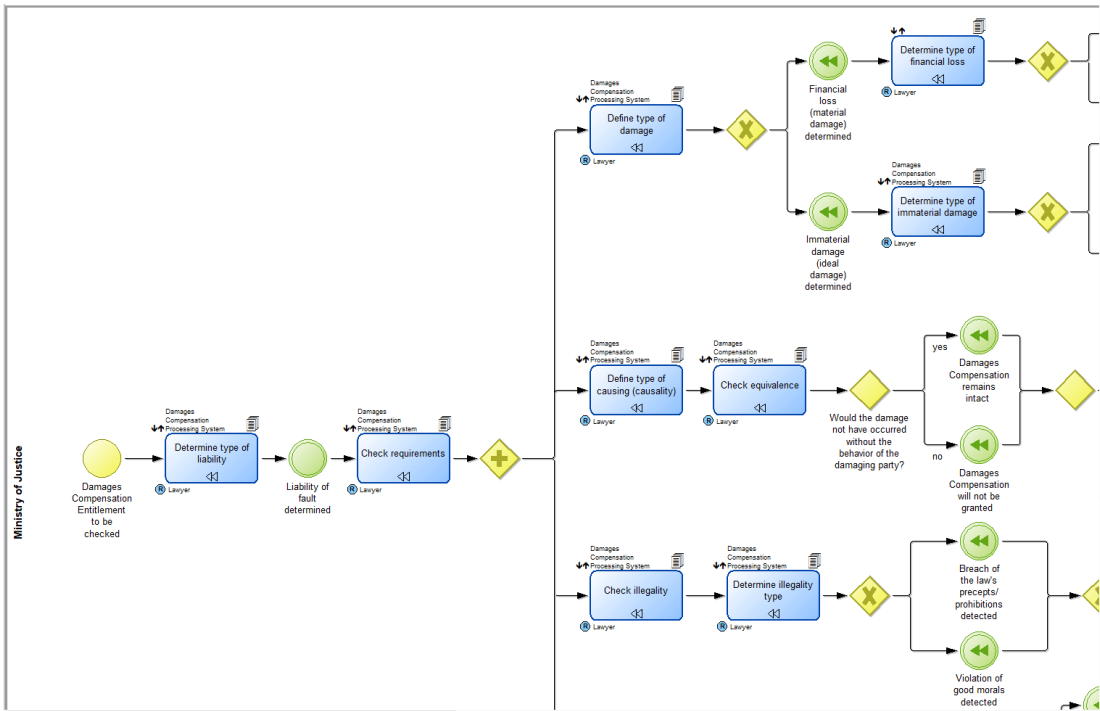 Ministry of Justice
Damages
Compensation
Entitlement
to be
checked
Damages
Compensation
Processing System
Determine type of
liability
R Lawyer
Liability of
fault
determined
Damages
Compensation
Processing System
Check requirements
R Lawyer
Damages
Compensation
Processing System
Define type of
damage
R Lawyer
Financial
loss
(material
damage)
determined
Determine type of
financial loss
R Lawyer
Immaterial
damage
(ideal
damage)
determined
Damages
Compensation
Processing System
Determine type of
immaterial damage
R Lawyer
Damages
Compensation
Processing System
Define type of
causing (causality)
R Lawyer
Damages
Compensation
Processing System
Check equivalence
R Lawyer
Would the damage
not have occurred
without the
behavior of the
damaging party?
yes
Damages
Compensation
remains
intact
no
Damages
Compensation
will not be
granted
Damages
Compensation
Processing System
Check illegality
R Lawyer
Damages
Compensation
Processing System
Determine illegality
type
R Lawyer
Breach of
the law's
precepts/
prohibitions
detected
Violation of
good morals
detected